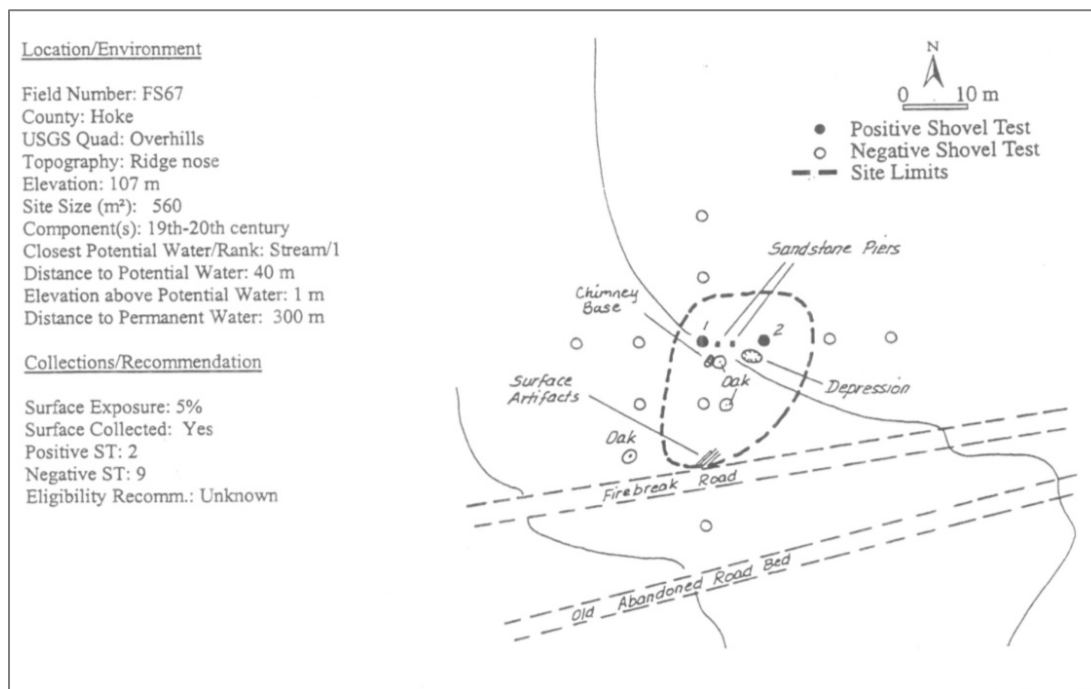 Location/Environment
Field Number: FS67
County: Hoke
USGS Quad: Overhills
Topography: Ridge nose
Elevation: 107 m
Site Size (m²): 560
Component(s): 19th-20th century
Closest Potential Water/Rank: Stream/1
Distance to Potential Water: 40 m
Elevation above Potential Water: 1 m
Distance to Permanent Water: 300 m
Collections/Recommendation
Surface Exposure: 5%
Surface Collected: Yes
Positive ST: 2
Negative ST: 9
Eligibility Recomm.: Unknown
N
0 10 m
Positive Shovel Test
Negative Shovel Test
Site Limits
Sandstone Piers
Chimney
Base
1
2
Oak
Depression
Surface
Artifacts
Oak
Firebreak Road
Old Abandoned Road Bed